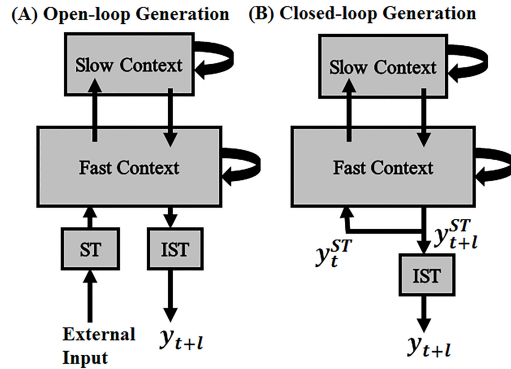 (A) Open-loop Generation
Slow Context
Fast Context
ST
IST
External
Input
y_{t+l}
(B) Closed-loop Generation
Slow Context
Fast Context
y_t^{ST}
y_{t+l}^{ST}
IST
y_{t+l}